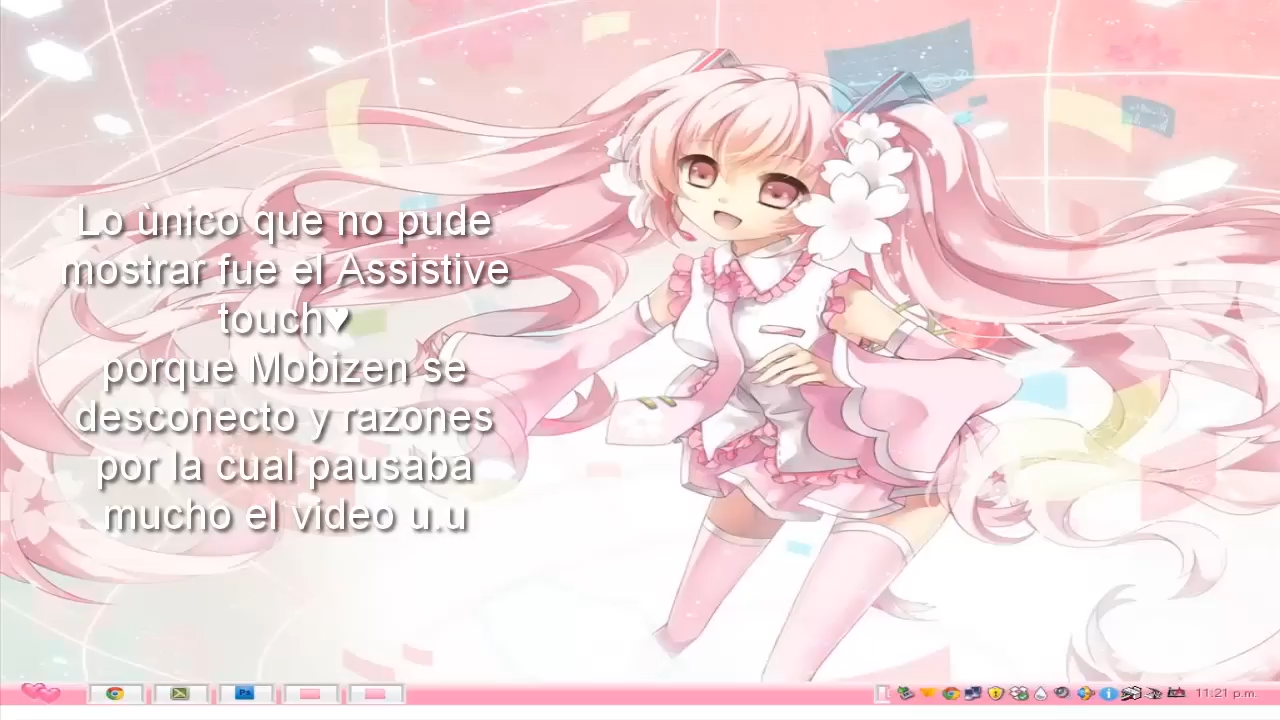 Lo ùnico que no pude
mostrar fue el Assistive
touch♥
porque Mobizen se
desconecto y razones
por la cual pausaba
mucho el video u.u
Ps
11:21 p.m.